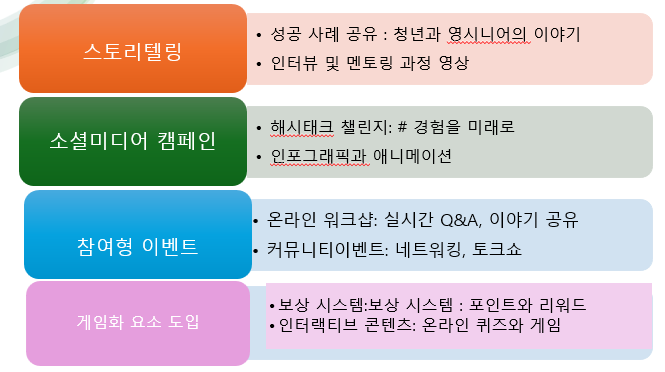 스토리텔링
• 성공 사례 공유 : 청년과 영시니어의 이야기
• 인터뷰 및 멘토링 과정 영상
소셜미디어 캠페인
• 해시태크 챌린지: # 경험을 미래로
• 인포그래픽과 애니메이션
참여형 이벤트
• 온라인 워크샵: 실시간 Q&A, 이야기 공유
• 커뮤니티이벤트: 네트워킹, 토크쇼
게임화 요소 도입
• 보상 시스템:보상 시스템 : 포인트와 리워드
• 인터랙티브 콘텐츠: 온라인 퀴즈와 게임